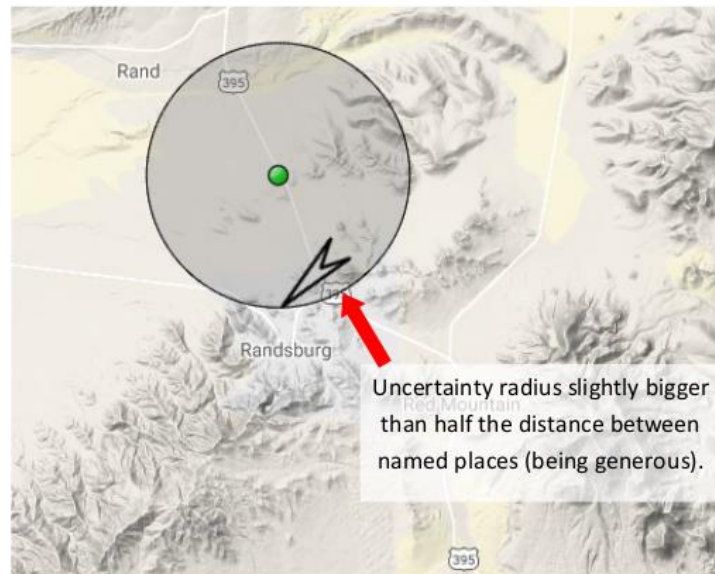 Rand
395
395
Randsburg
Uncertainty radius slightly bigger
Red Mountain
than half the distance between
named places (being generous).
395